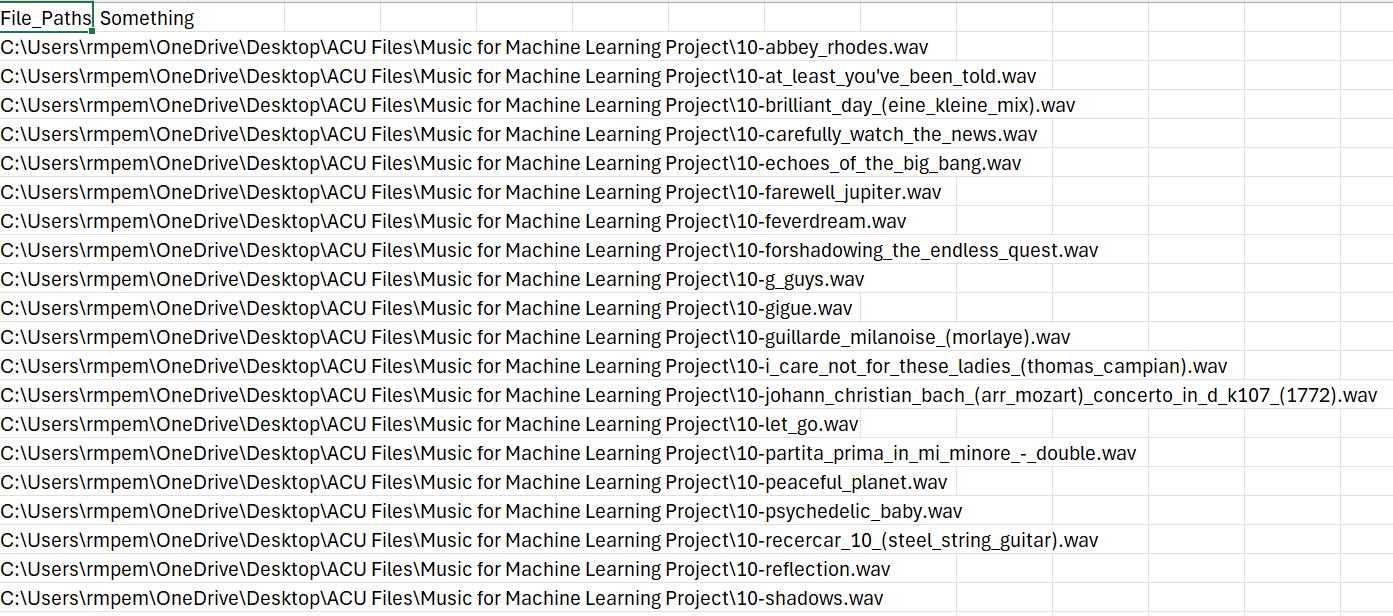 File_Paths Something
C:\Users\rmpem\OneDrive\Desktop\ACU Files\Music for Machine Learning Project\10-abbey_rhodes.wav
C:\Users\rmpem\OneDrive\Desktop\ACU Files\Music for Machine Learning Project\10-at_least_you've_been_told.wav
C:\Users\rmpem\OneDrive\Desktop\ACU Files\Music for Machine Learning Project\10-brilliant_day_(eine_kleine_mix).wav
C:\Users\rmpem\OneDrive\Desktop\ACU Files\Music for Machine Learning Project\10-carefully_watch_the_news.wav
C:\Users\rmpem\OneDrive\Desktop\ACU Files\Music for Machine Learning Project\10-echoes_of_the_big_bang.wav
C:\Users\rmpem\OneDrive\Desktop\ACU Files\Music for Machine Learning Project\10-farewell_jupiter.wav
C:\Users\rmpem\OneDrive\Desktop\ACU Files\Music for Machine Learning Project\10-feverdream.wav
C:\Users\rmpem\OneDrive\Desktop\ACU Files\Music for Machine Learning Project\10-forshadowing_the_endless_quest.wav
C:\Users\rmpem\OneDrive\Desktop\ACU Files\Music for Machine Learning Project\10-g_guys.wav
C:\Users\rmpem\OneDrive\Desktop\ACU Files\Music for Machine Learning Project\10-gigue.wav
C:\Users\rmpem\OneDrive\Desktop\ACU Files\Music for Machine Learning Project\10-guillarde_milanoise_(morlaye).wav
C:\Users\rmpem\OneDrive\Desktop\ACU Files\Music for Machine Learning Project\10-i_care_not_for_these_ladies_(thomas_campian).wav
C:\Users\rmpem\OneDrive\Desktop\ACU Files\Music for Machine Learning Project\10-johann_christian_bach_(arr_mozart)_concerto_in_d_k107_(1772).wav
C:\Users\rmpem\OneDrive\Desktop\ACU Files\Music for Machine Learning Project\10-let_go.wav
C:\Users\rmpem\OneDrive\Desktop\ACU Files\Music for Machine Learning Project\10-partita_prima_in_mi_minore_-_double.wav
C:\Users\rmpem\OneDrive\Desktop\ACU Files\Music for Machine Learning Project\10-peaceful_planet.wav
C:\Users\rmpem\OneDrive\Desktop\ACU Files\Music for Machine Learning Project\10-psychedelic_baby.wav
C:\Users\rmpem\OneDrive\Desktop\ACU Files\Music for Machine Learning Project\10-recercar_10_(steel_string_guitar).wav
C:\Users\rmpem\OneDrive\Desktop\ACU Files\Music for Machine Learning Project\10-reflection.wav
C:\Users\rmpem\OneDrive\Desktop\ACU Files\Music for Machine Learning Project\10-shadows.wav